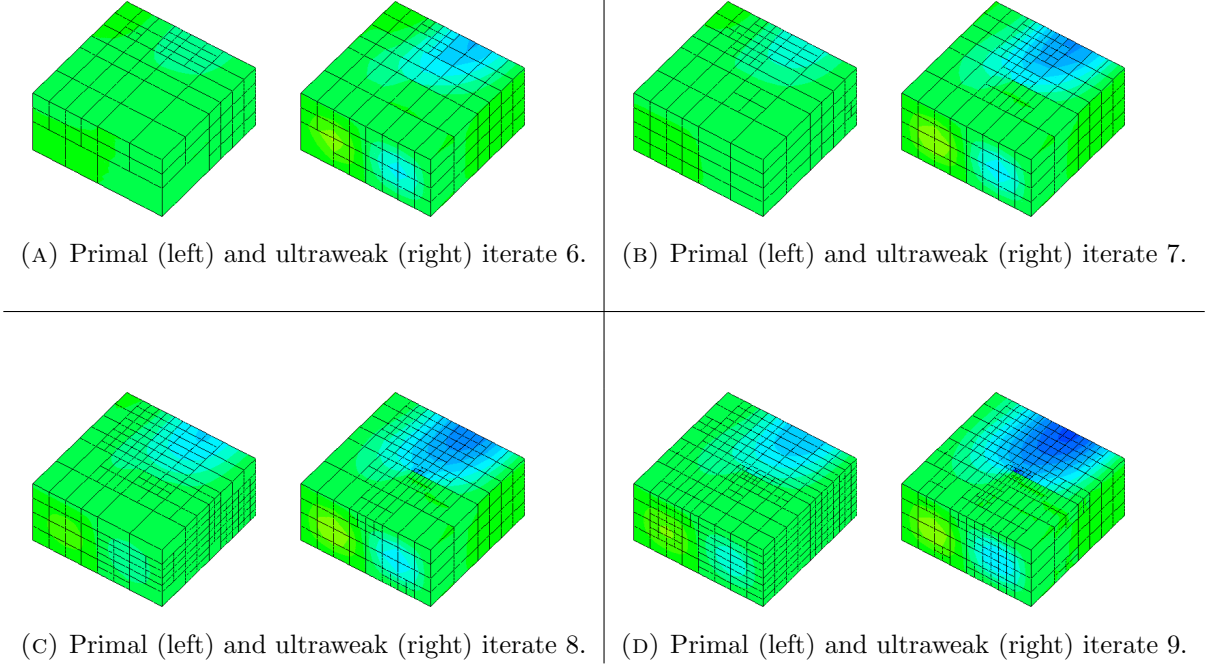 (A) Primal (left) and ultraweak (right) iterate 6.
(B) Primal (left) and ultraweak (right) iterate 7.
(C) Primal (left) and ultraweak (right) iterate 8.
(D) Primal (left) and ultraweak (right) iterate 9.